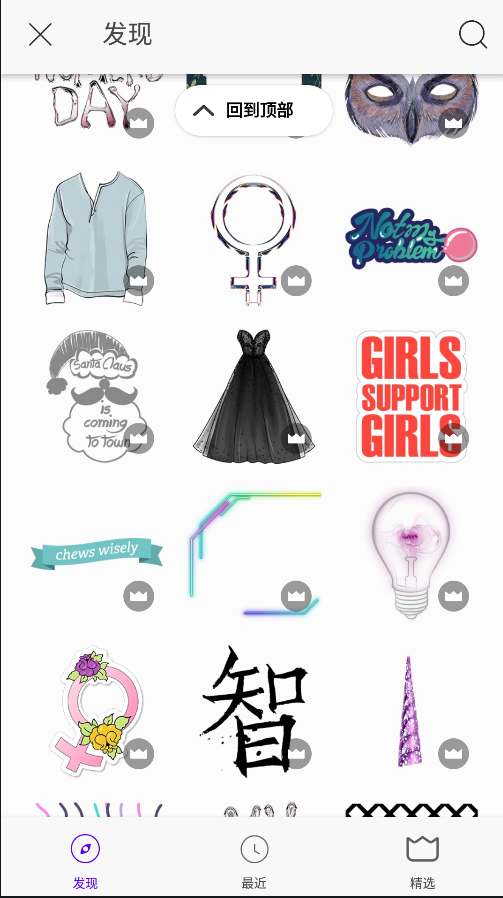 发现
DAY
回到顶部
Not my
Problem
Santa Claus
is
coming
to town
GIRLS
SUPPORT
GIRLS
chews wisely
智
发现
最近
精选